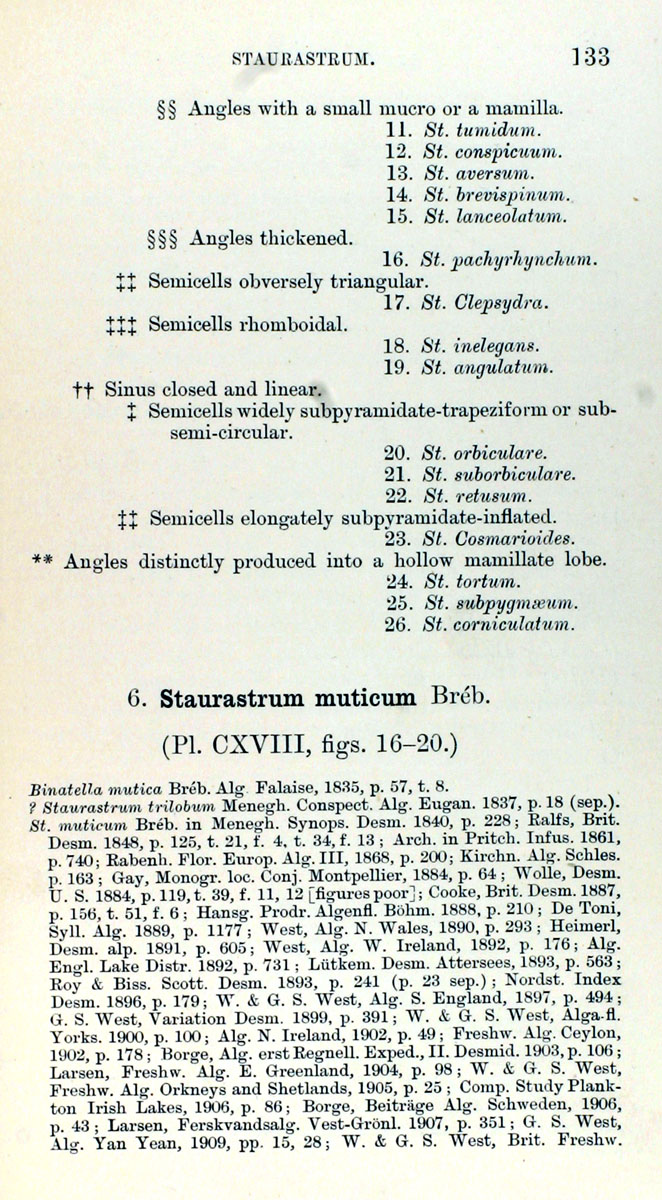 STAURASTRUM. 133
§§ Angles with a small mucro or a mamilla.
11. St. tumidum.
12. St. conspicuum.
13. St. aversum.
14. St. brevispinum.
15. St. lanceolatum.
§§§ Angles thickened.
16. St. pachyrhynchum.
‡‡ Semicells obversely triangular.
17. St. Clepsydra.
‡‡‡ Semicells rhomboidal.
18. St. inelegans.
19. St. angulatum.
†† Sinus closed and linear.
‡ Semicells widely subpyramidate-trapeziform or sub-
semi-circular.
20. St. orbiculare.
21. St. suborbiculare.
22. St. retusum.
‡‡ Semicells elongately subpyramidate-inflated.
23. St. Cosmarioides.
** Angles distinctly produced into a hollow mamillate lobe.
24. St. tortum.
25. St. subpygmæum.
26. St. corniculatum.
6. Staurastrum muticum Bréb.
(Pl. CXVIII, figs. 16–20.)
Binatella mutica Bréb. Alg. Falaise, 1835, p. 57, t. 8.
? Staurastrum trilobum Menegh. Conspect. Alg. Eugan. 1837, p. 18 (sep.).
St. muticum Bréb. in Menegh. Synops. Desm. 1840, p. 228; Ralfs, Brit.
Desm. 1848, p. 125, t. 21, f. 4, t. 34, f. 13; Arch. in Pritch. Infus. 1861,
p. 740; Rabenh. Flor. Europ. Alg. III, 1868, p. 200; Kirchn. Alg. Schles.
p. 163; Gay, Monogr. loc. Conj. Montpellier, 1884, p. 64; Wolle, Desm.
U. S. 1884, p. 119, t. 39, f. 11, 12 [figures poor]; Cooke, Brit. Desm. 1887,
p. 156, t. 51, f. 6; Hansg. Prodr. Algenfl. Böhm. 1888, p. 210; De Toni,
Syll. Alg. 1889, p. 1177; West, Alg. N. Wales, 1890, p. 293; Heimerl,
Desm. alp. 1891, p. 605; West, Alg. W. Ireland, 1892, p. 176; Alg.
Engl. Lake Distr. 1892, p. 731; Lütkem. Desm. Attersees, 1893, p. 563;
Roy & Biss. Scott. Desm. 1893, p. 241 (p. 23 sep.); Nordst. Index
Desm. 1896, p. 179; W. & G. S. West, Alg. S. England, 1897, p. 494;
G. S. West, Variation Desm. 1899, p. 391; W. & G. S. West, Alga-fl.
Yorks. 1900, p. 100; Alg. N. Ireland, 1902, p. 49; Freshw. Alg. Ceylon,
1902, p. 178; Borge, Alg. erst Regnell. Exped., II. Desmid. 1903, p. 106;
Larsen, Freshw. Alg. E. Greenland, 1904, p. 98; W. & G. S. West,
Freshw. Alg. Orkneys and Shetlands, 1905, p. 25; Comp. Study Plank-
ton Irish Lakes, 1906, p. 86; Borge, Beiträge Alg. Schweden, 1906,
p. 43; Larsen, Ferskvandsalg. Vest-Grönl. 1907, p. 351; G. S. West,
Alg. Yan Yean, 1909, pp. 15, 28; W. & G. S. West, Brit. Freshw.